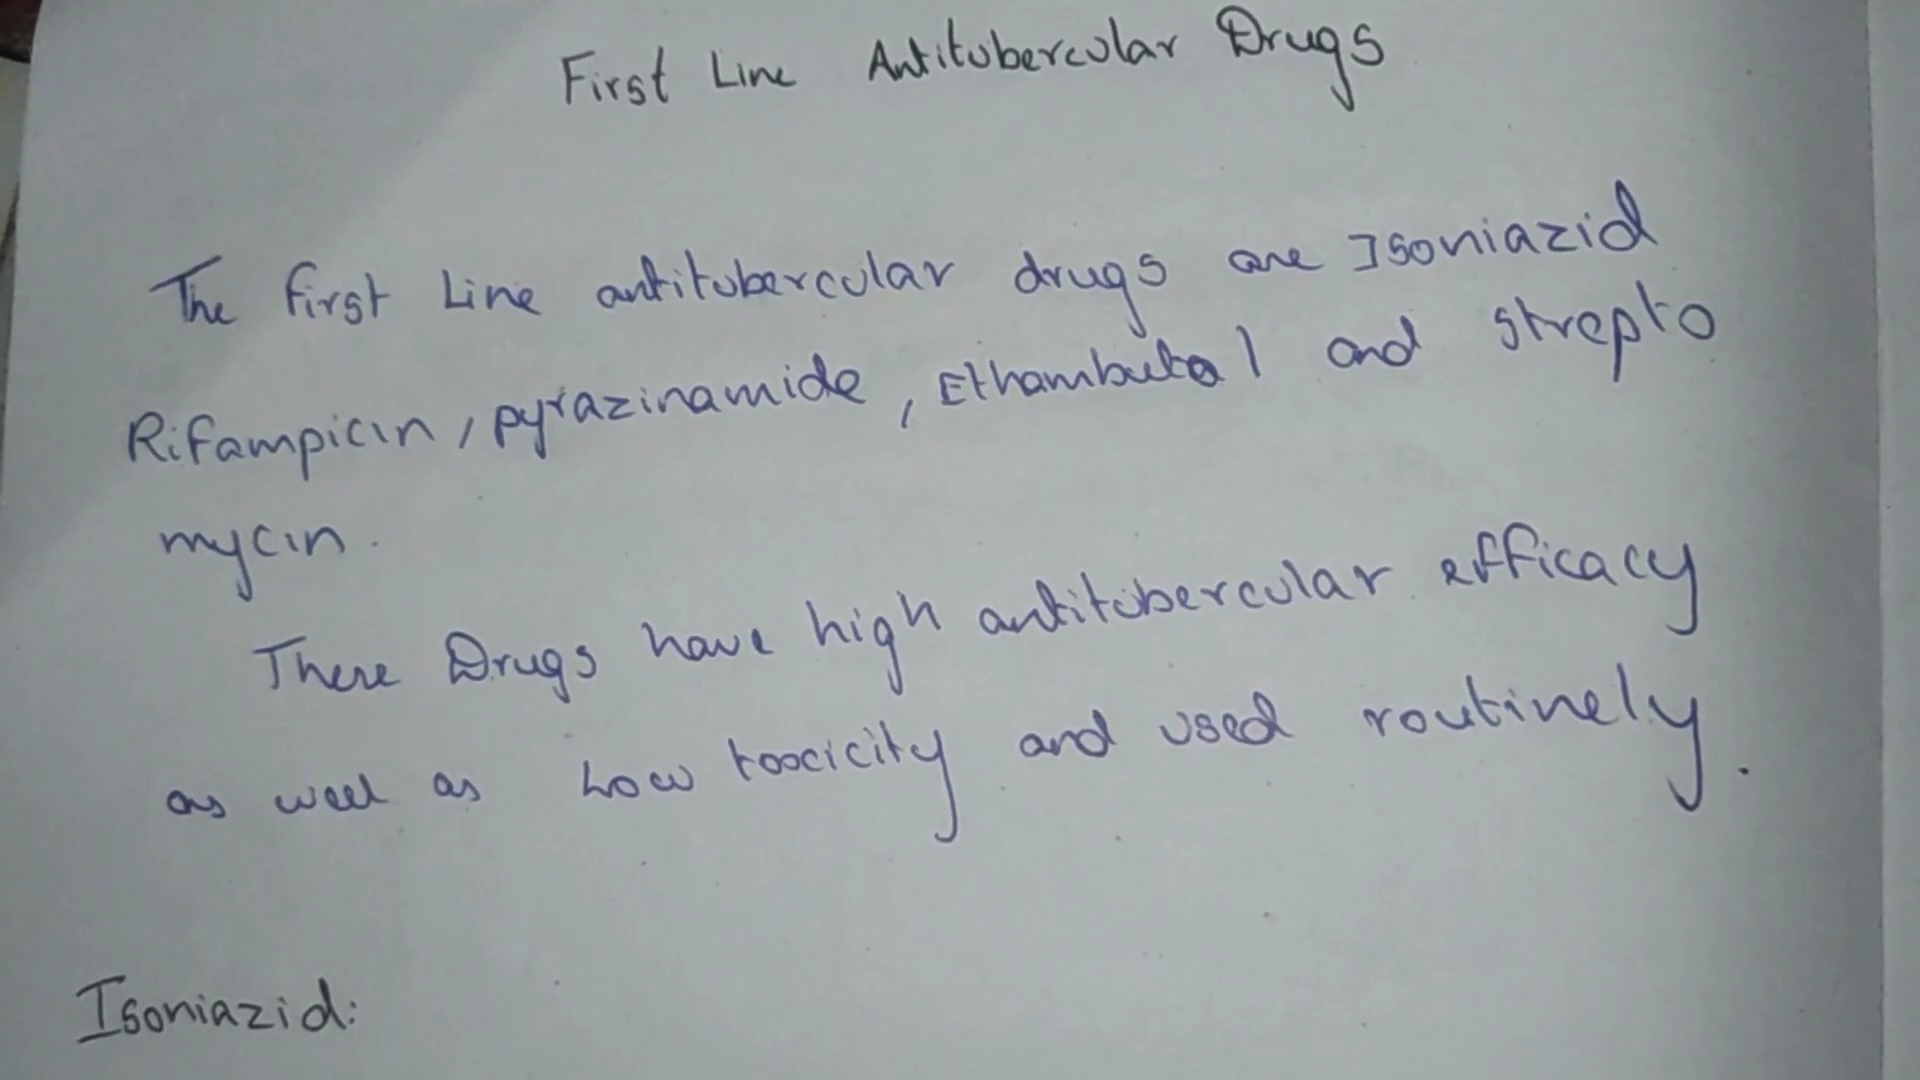 First Line Antitubercular Drugs
The first Line antitubercular drugs are Isoniazid
Rifampicin, pyrazinamide, Ethambutol and strepto
mycin.
These Drugs have high antitubercular efficacy
as well as Low toxicity and used routinely.
Isoniazid: